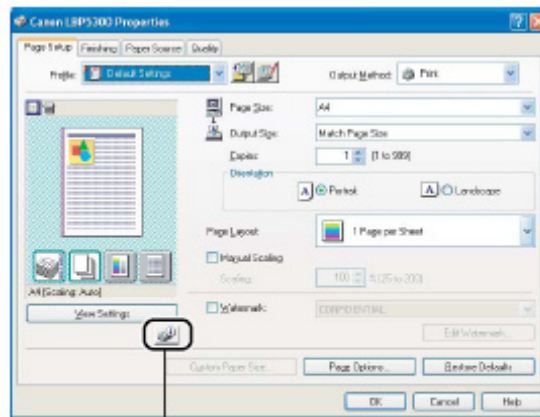 Canon LBP5300 Properties
Page Setup Finishing Paper Source Quality
Profile: Default Settings Output Method: Print
Page Size: A4
Output Size: Match Page Size
Copies: 1 [1 to 999]
Orientation
A Portrait A Landscape
Page Layout: 1 Page per Sheet
Manual Scaling
Scaling: 100 % [25 to 200]
A4 [Scaling: Auto]
View Settings
Watermark: CONFIDENTIAL
Edit Watermark...
Custom Paper Size... Page Options... Restore Defaults
OK Cancel Help